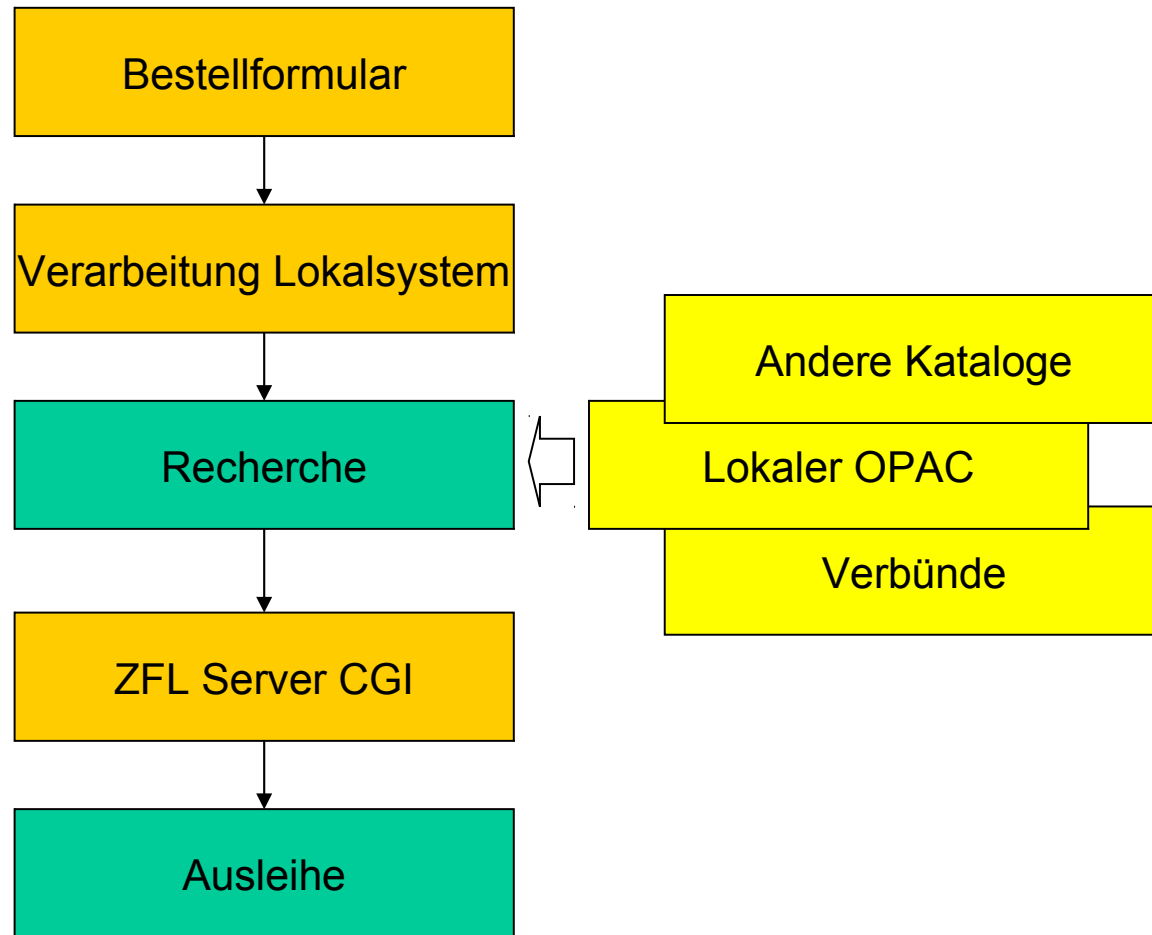 Bestellformular
Verarbeitung Lokalsystem
Andere Kataloge
Recherche
Lokaler OPAC
Verbünde
ZFL Server CGI
Ausleihe